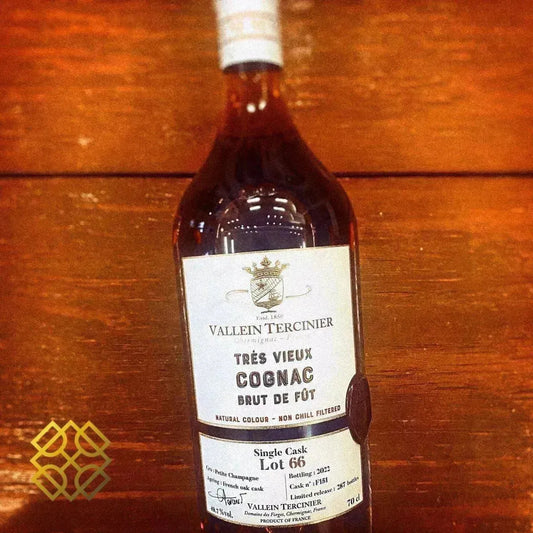 Estd. 1850
VALLEIN TERCINIER
Chermignac - France
TRÈS VIEUX
COGNAC
BRUT DE FÛT
NATURAL COLOUR - NON CHILL FILTERED
Single Cask
Lot 66
Cru : Petite Champagne
Ageing : French oak cask
Bottling : 2022
Cask n° : F181
Limited release : 287 bottles
70 cl
VALLEIN TERCINIER
Domaine des Forges, Chermignac, France
PRODUCT OF FRANCE